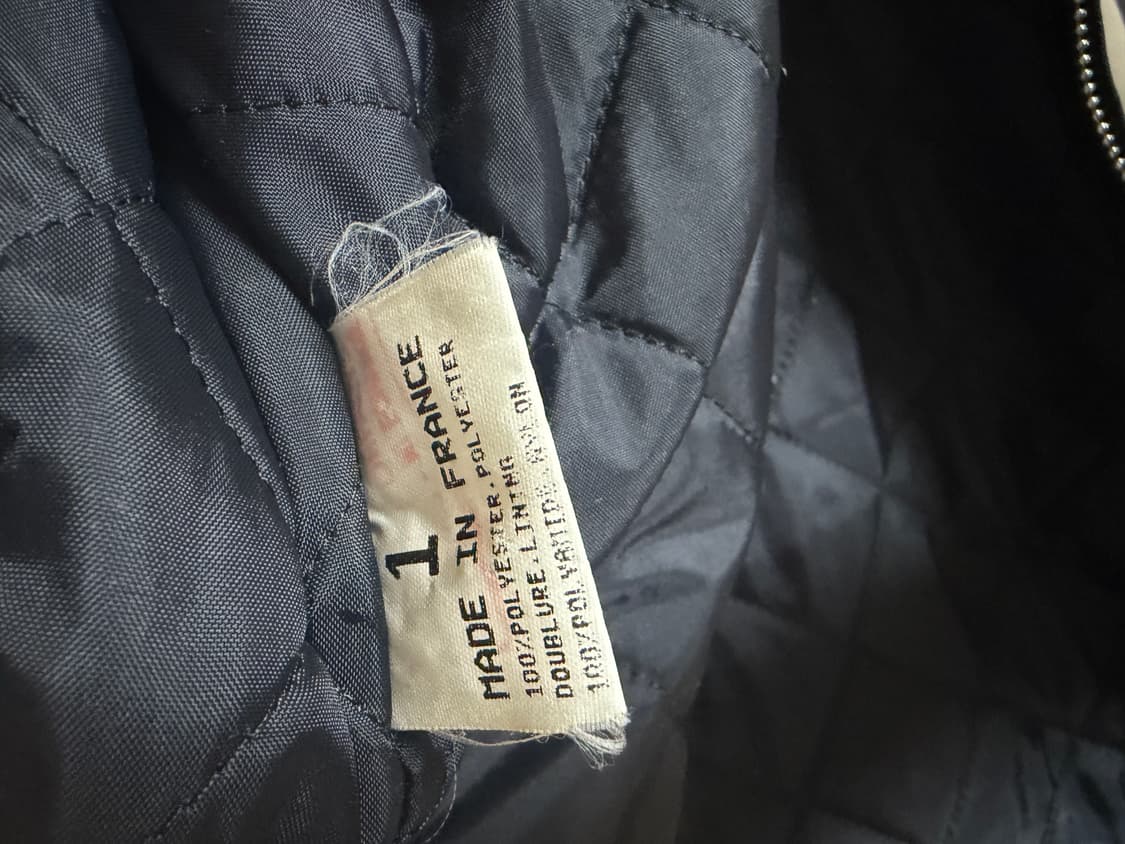 1
MADE IN FRANCE
100%POLYESTER.POLYESTER
DOUBLURE.LINING
100%POLYAMIDE.NYLON